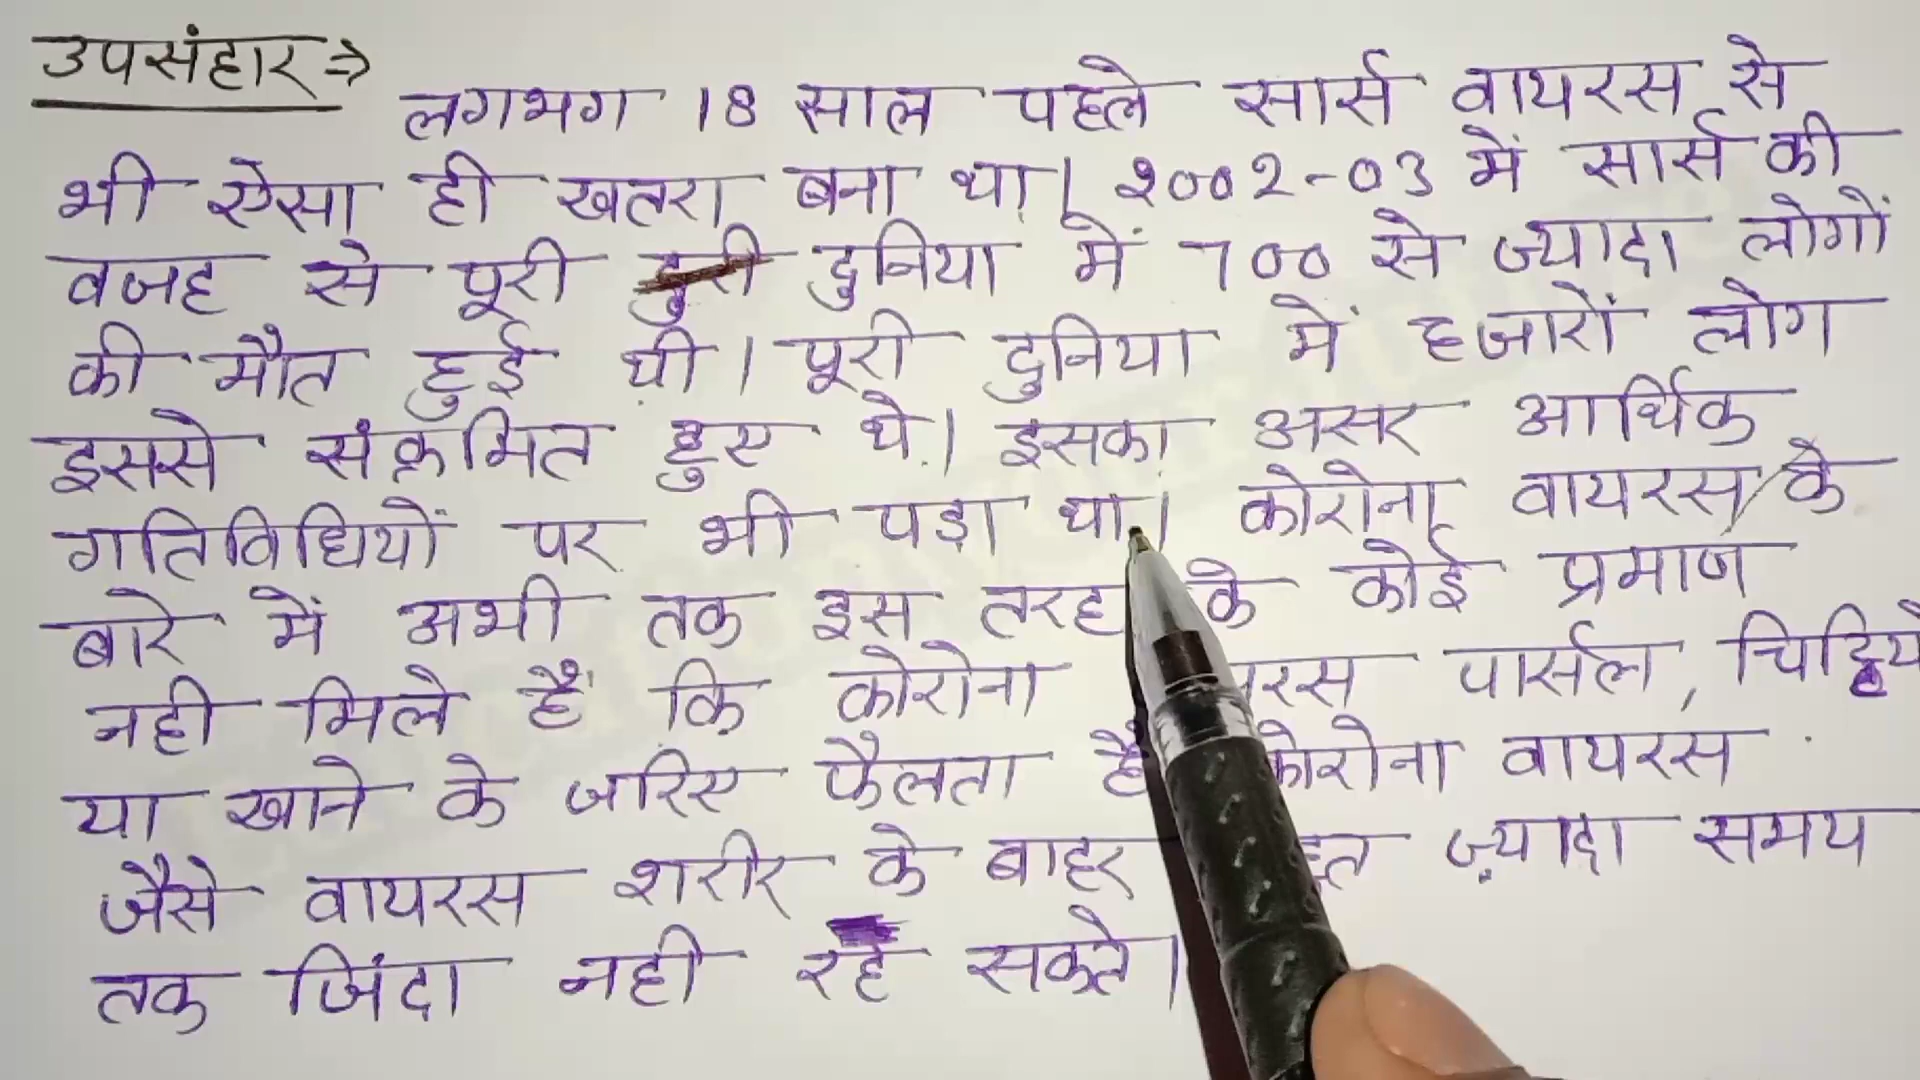 उपसंहार ⇒
लगभग 18 साल पहले सार्स वायरस से
भी ऐसा ही खतरा बना था। 2002-03 में सार्स की
वजह से पूरी दुनिया में 700 से ज्यादा लोगों
की मौत हुई थी। पूरी दुनिया में हजारों लोग
इससे संक्रमित हुए थे। इसका असर आर्थिक
गतिविधियों पर भी पड़ा था। कोरोना वायरस के
बारे में अभी तक इस तरह के कोई प्रमाण
नही मिले हैं कि कोरोना पार्सल,
या खाने के जरिए फैलता है कोरोना वायरस
जैसे वायरस शरीर के बाहर ज़्यादा समय
तक जिंदा नही रह सकते।